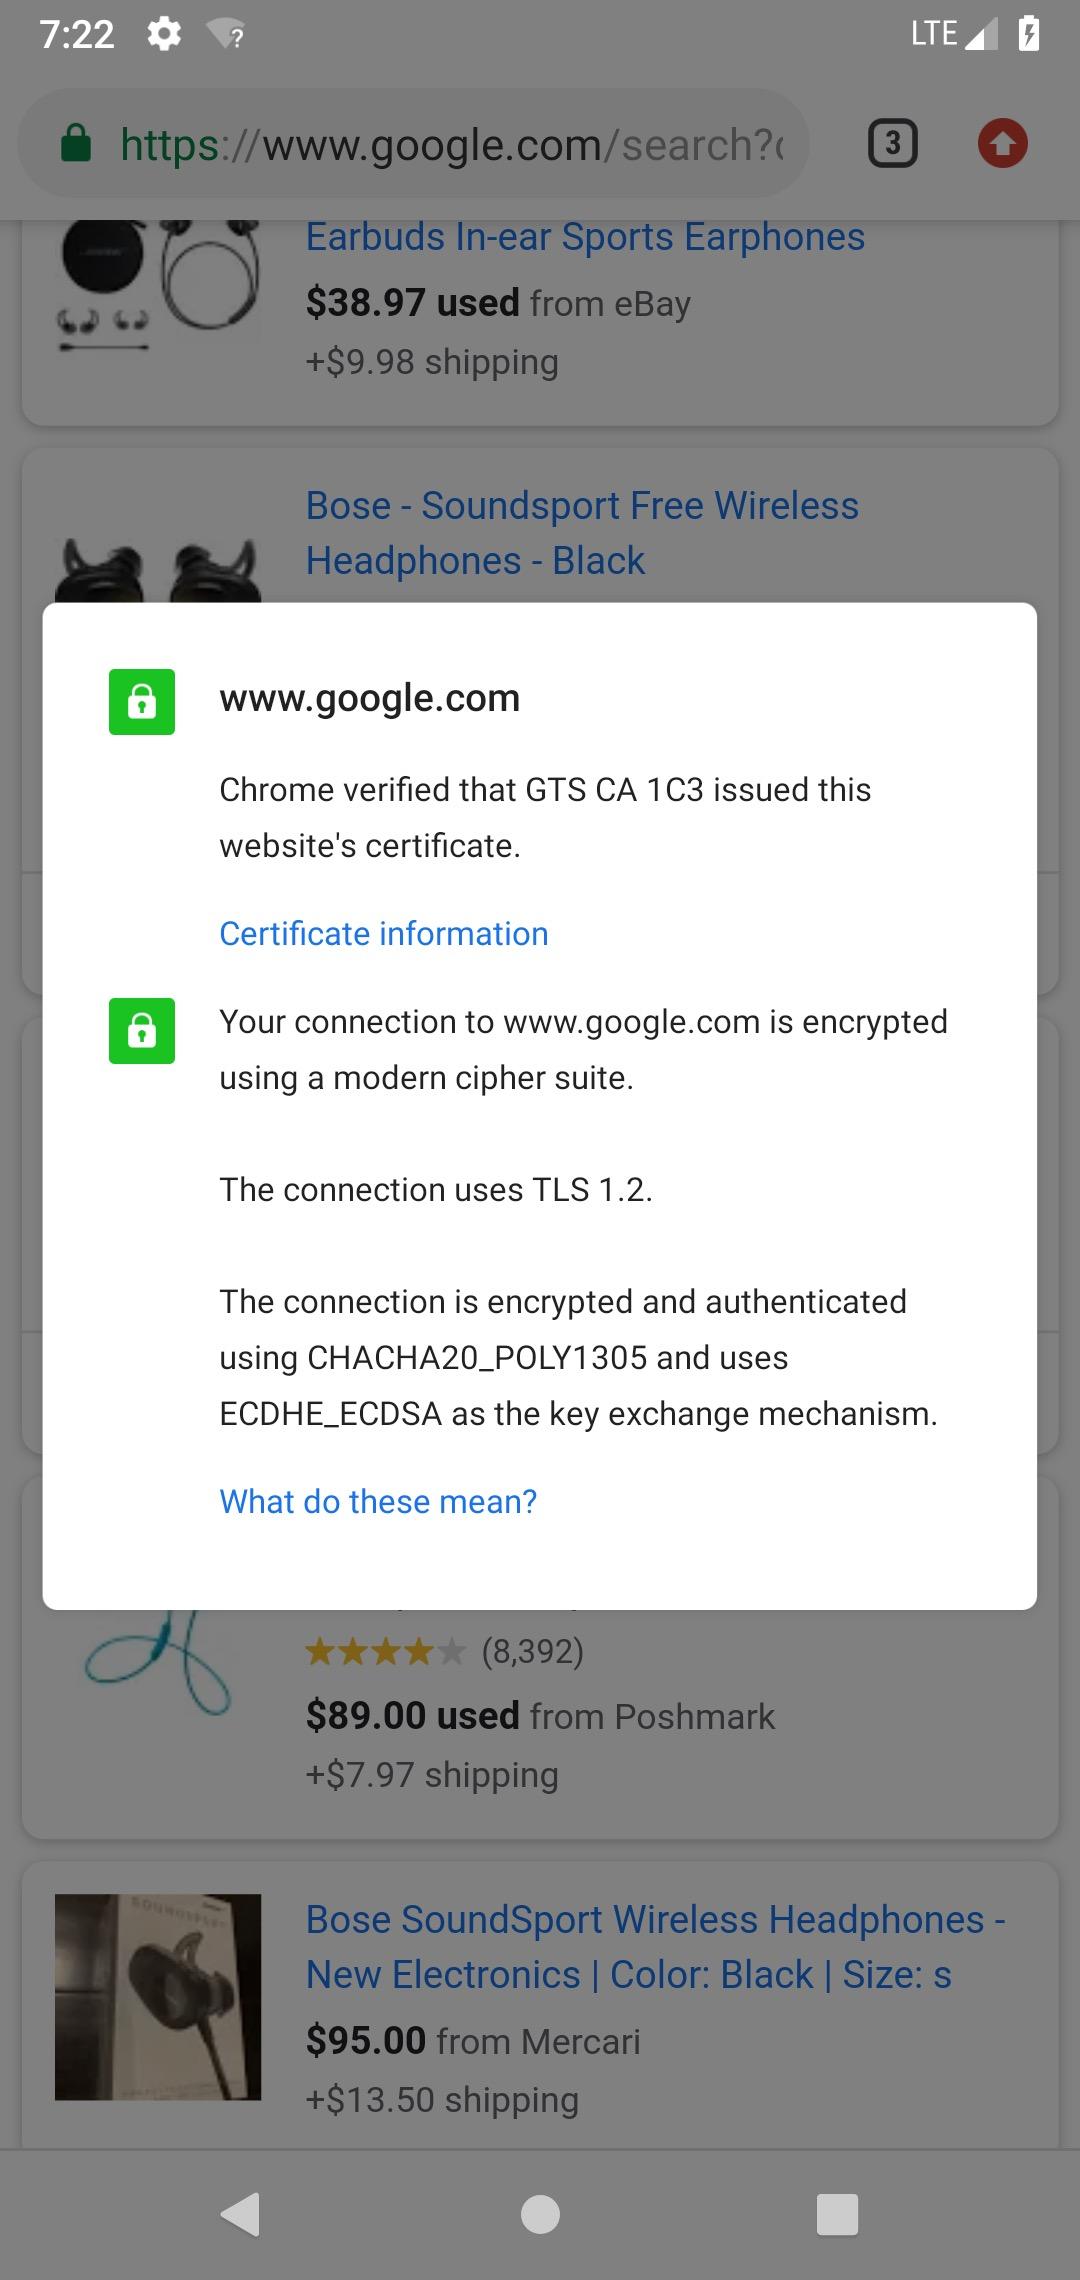 7:22
LTE
https://www.google.com/search?
3
Earbuds In-ear Sports Earphones
$38.97 used from eBay
+$9.98 shipping
Bose - Soundsport Free Wireless
Headphones - Black
www.google.com
Chrome verified that GTS CA 1C3 issued this
website's certificate.
Certificate information
Your connection to www.google.com is encrypted
using a modern cipher suite.
The connection uses TLS 1.2.
The connection is encrypted and authenticated
using CHACHA20_POLY1305 and uses
ECDHE_ECDSA as the key exchange mechanism.
What do these mean?
(8,392)
$89.00 used from Poshmark
+$7.97 shipping
Bose SoundSport Wireless Headphones -
New Electronics | Color: Black | Size: s
$95.00 from Mercari
+$13.50 shipping